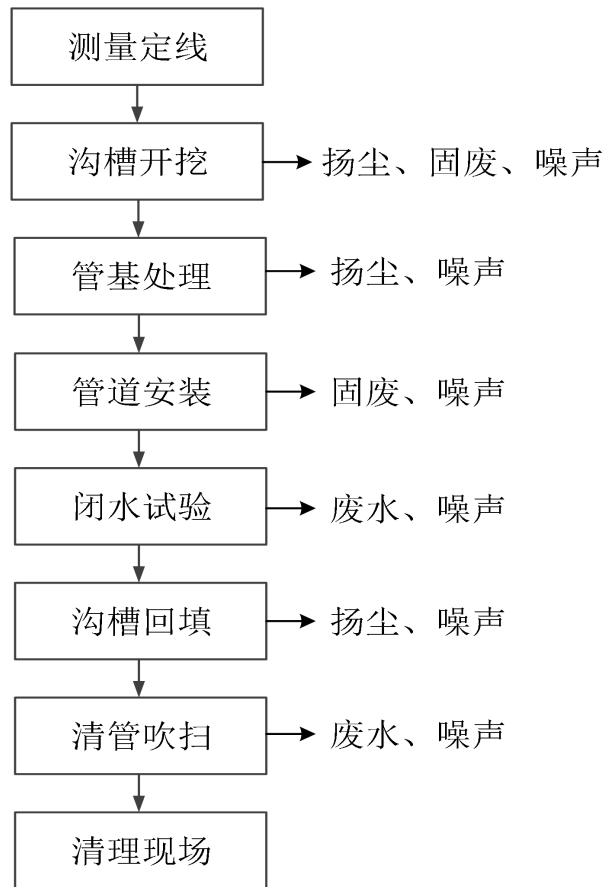 测量定线
沟槽开挖
扬尘、固废、噪声
管基处理
扬尘、噪声
管道安装
固废、噪声
闭水试验
废水、噪声
沟槽回填
扬尘、噪声
清管吹扫
废水、噪声
清理现场